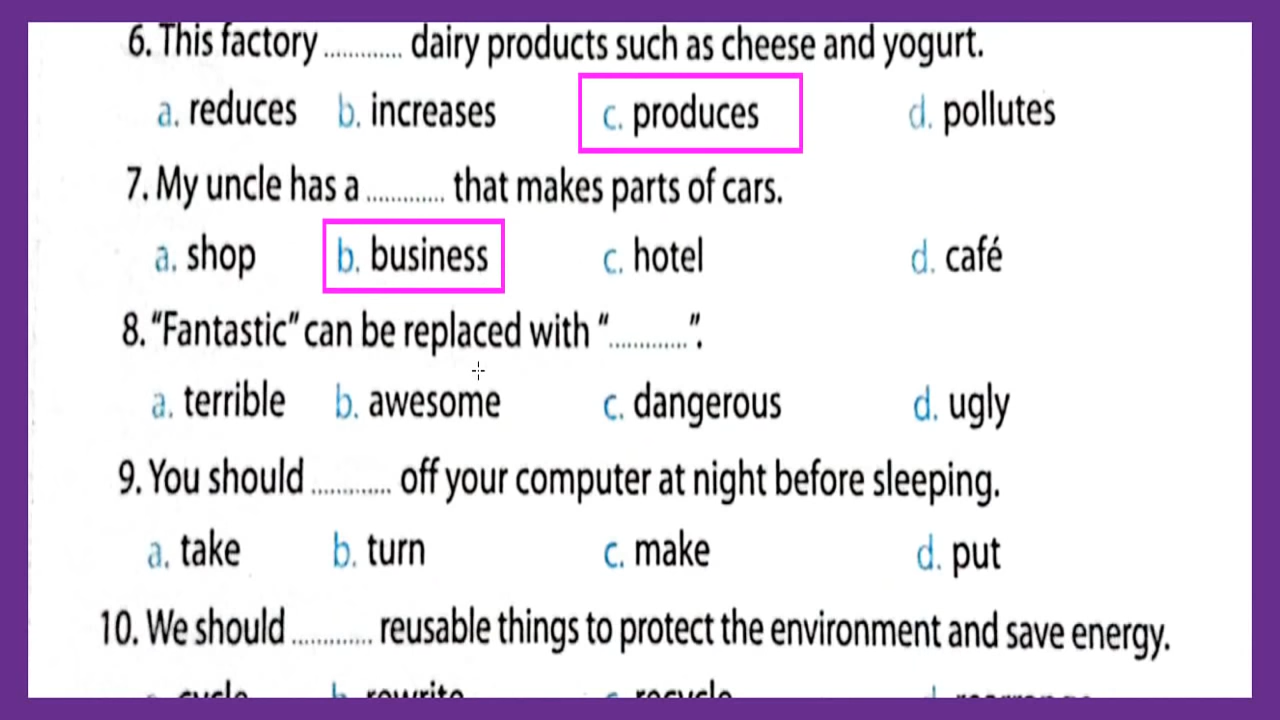 6. This factory ............. dairy products such as cheese and yogurt.
a. reduces b. increases c. produces d. pollutes
7. My uncle has a ............. that makes parts of cars.
a. shop b. business c. hotel d. café
8. "Fantastic" can be replaced with ".............".
a. terrible b. awesome c. dangerous d. ugly
9. You should ............. off your computer at night before sleeping.
a. take b. turn c. make d. put
10. We should ............. reusable things to protect the environment and save energy.
a. cycle b. rewrite c. recycle d.